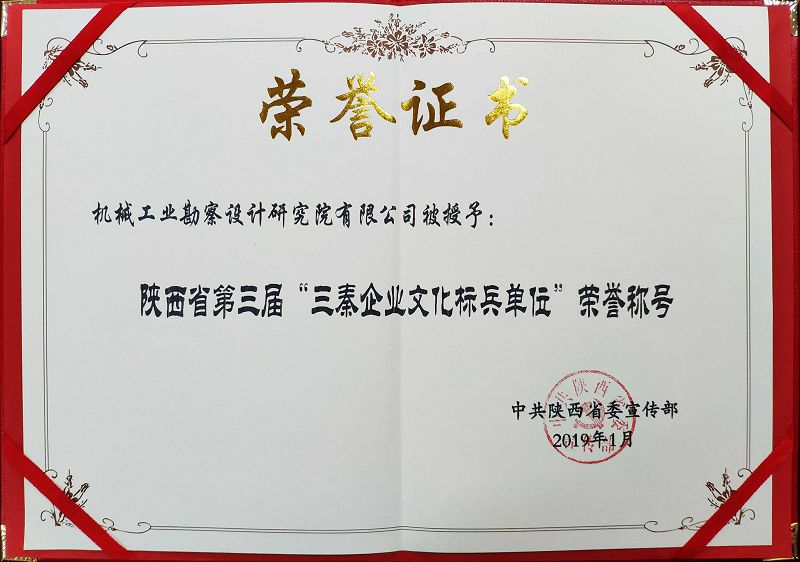 荣誉证书
机械工业勘察设计研究院有限公司被授予：
陕西省第三届“三秦企业文化标兵单位”荣誉称号
中共陕西省委宣传部
2019年1月